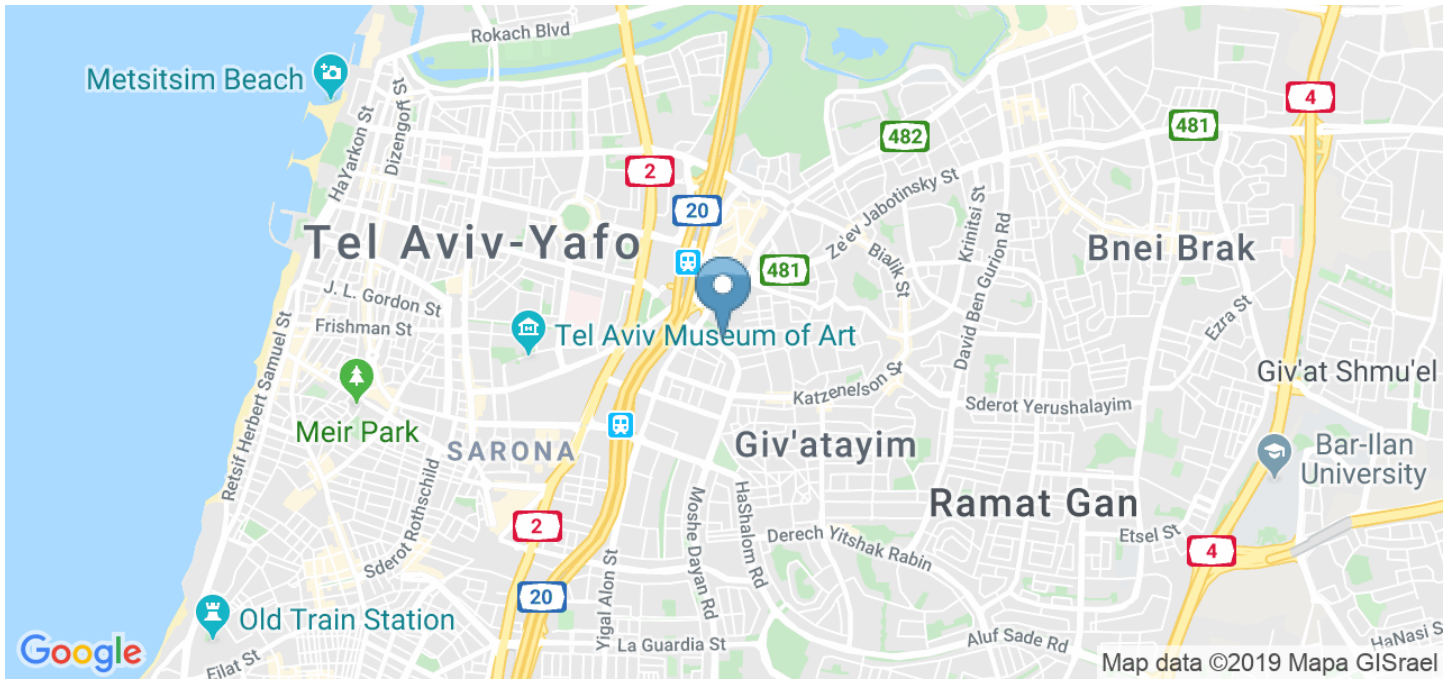 Rokach Blvd
Metsitsim Beach
4
HaYarkon St
Dizengoff St
482
481
2
20
Ze'ev Jabotinsky St
Krinitsi St
David Ben Gurion Rd
Tel Aviv-Yafo
Bnei Brak
481
Bialik St
J. L. Gordon St
Frishman St
Ezra St
Tel Aviv Museum of Art
Retsif Herbert Samuel St
Giv'at Shmu'el
Katzenelson St
Sderot Yerushalayim
Meir Park
SARONA
Giv'atayim
Bar-Ilan
University
Ramat Gan
Sderot Rothschild
Moshe Dayan Rd
HaShalom Rd
2
Derech Yitshak Rabin
Etsel St
4
Yigal Alon St
20
Old Train Station
La Guardia St
Aluf Sade Rd
HaNasi S
Google
Eilat St
Map data ©2019 Mapa GISrael